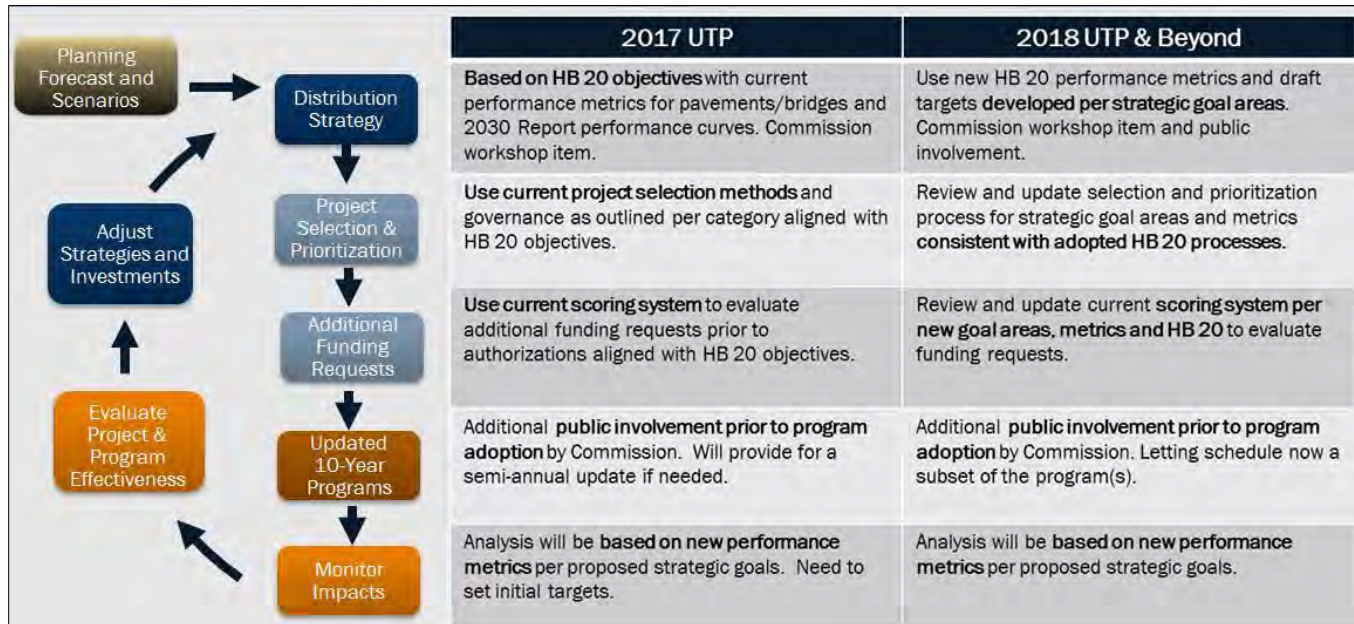 Planning
Forecast and
Scenarios
Distribution
Strategy
Project
Selection &
Prioritization
Additional
Funding
Requests
Updated
10-Year
Programs
Monitor
Impacts
Evaluate
Project &
Program
Effectiveness
Adjust
Strategies and
Investments
2017 UTP
2018 UTP & Beyond
Based on HB 20 objectives with current
performance metrics for pavements/bridges and
2030 Report performance curves. Commission
workshop item.
Use new HB 20 performance metrics and draft
targets developed per strategic goal areas.
Commission workshop item and public
involvement.
Use current project selection methods and
governance as outlined per category aligned with
HB 20 objectives.
Review and update selection and prioritization
process for strategic goal areas and metrics
consistent with adopted HB 20 processes.
Use current scoring system to evaluate
additional funding requests prior to
authorizations aligned with HB 20 objectives.
Review and update current scoring system per
new goal areas, metrics and HB 20 to evaluate
funding requests.
Additional public involvement prior to program
adoption by Commission. Will provide for a
semi-annual update if needed.
Additional public involvement prior to program
adoption by Commission. Letting schedule now a
subset of the program(s).
Analysis will be based on new performance
metrics per proposed strategic goals. Need to
set initial targets.
Analysis will be based on new performance
metrics per proposed strategic goals.